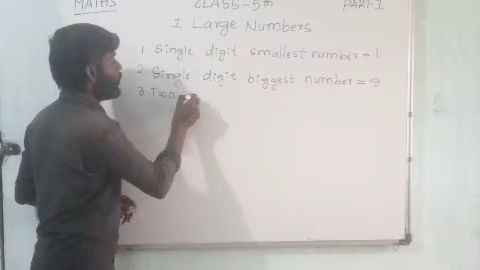 MATHS CLASS-5th PART-1
1 Large Numbers
1 Single digit smallest number = 1
2 Single digit biggest number = 9
3 Two